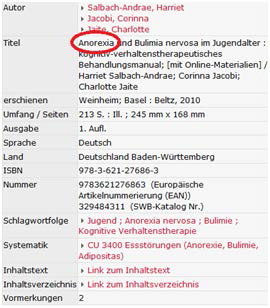 Autor
Salbach-Andrae, Harriet
Jacobi, Corinna
Jaite, Charlotte
Titel
Anorexia und Bulimia nervosa im Jugendalter :
kognitiv-verhaltenstherapeutisches
Behandlungsmanual; [mit Online-Materialien] /
Harriet Salbach-Andrae; Corinna Jacobi;
Charlotte Jaite
erschienen Weinheim; Basel : Beltz, 2010
Umfang / Seiten 213 S. : Ill. ; 245 mm x 168 mm
Ausgabe 1. Aufl.
Sprache Deutsch
Land Deutschland Baden-Württemberg
ISBN 978-3-621-27686-3
Nummer 9783621276863 (Europäische
Artikelnummerierung (EAN))
329484311 (SWB-Katalog Nr.)
Schlagwortfolge Jugend ; Anorexia nervosa ; Bulimie ;
Kognitive Verhaltenstherapie
Systematik CU 3400 Essstörungen (Anorexie, Bulimie,
Adipositas)
Inhaltstext Link zum Inhaltstext
Inhaltsverzeichnis Link zum Inhaltsverzeichnis
Vormerkungen 2